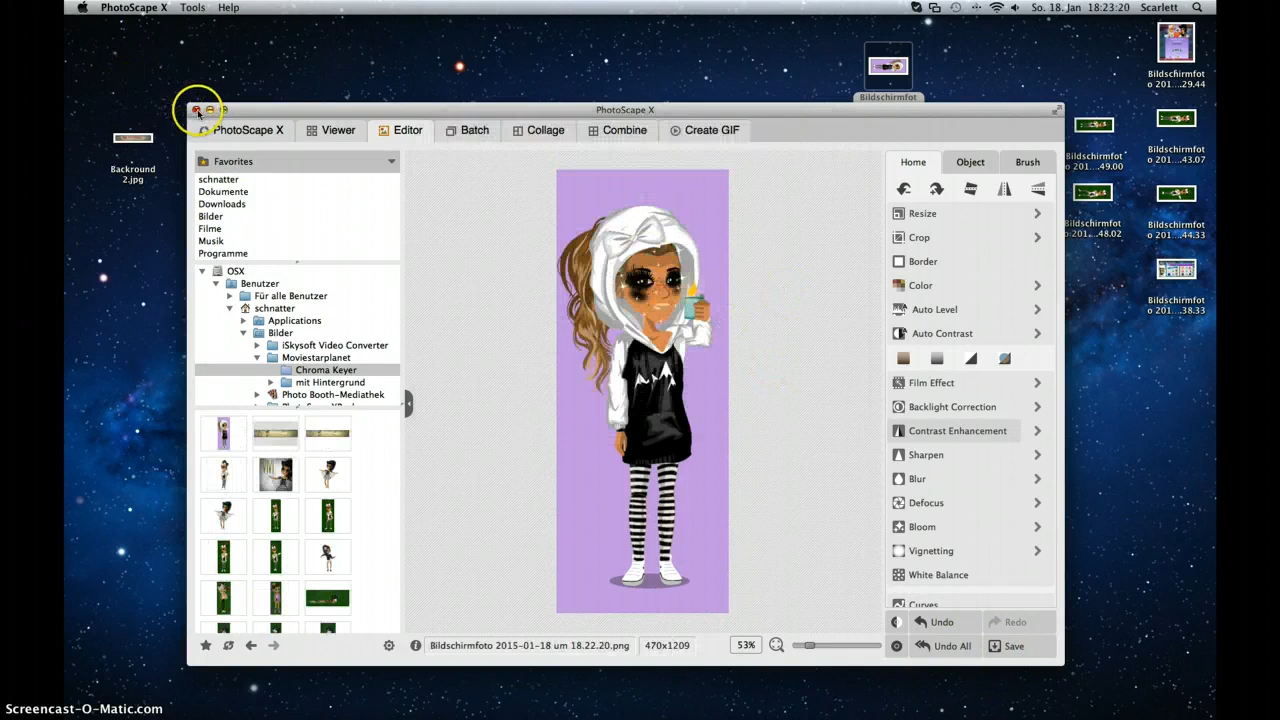 PhotoScape X Tools Help
So. 18. Jan 18:23:20 Scarlett
Bildschirmfot
o 201...29.44
Bildschirmfot
PhotoScape X
PhotoScape X Viewer Editor Batch Collage Combine Create GIF
Backround
2.jpg
Bildschirmfot
o 201...49.00
Bildschirmfot
o 201...43.07
Bildschirmfot
o 201...48.02
Bildschirmfot
o 201...44.33
Bildschirmfot
o 201...38.33
Favorites
schnatter
Dokumente
Downloads
Bilder
Filme
Musik
Programme
OSX
Benutzer
Für alle Benutzer
schnatter
Applications
Bilder
iSkysoft Video Converter
Moviestarplanet
Chroma Keyer
mit Hintergrund
Photo Booth-Mediathek
Home Object Brush
Resize
Crop
Border
Color
Auto Level
Auto Contrast
Film Effect
Backlight Correction
Contrast Enhancement
Sharpen
Blur
Defocus
Bloom
Vignetting
White Balance
Curves
Undo Redo
Undo All Save
Bildschirmfoto 2015-01-18 um 18.22.20.png 470x1209 53%
Screencast-O-Matic.com